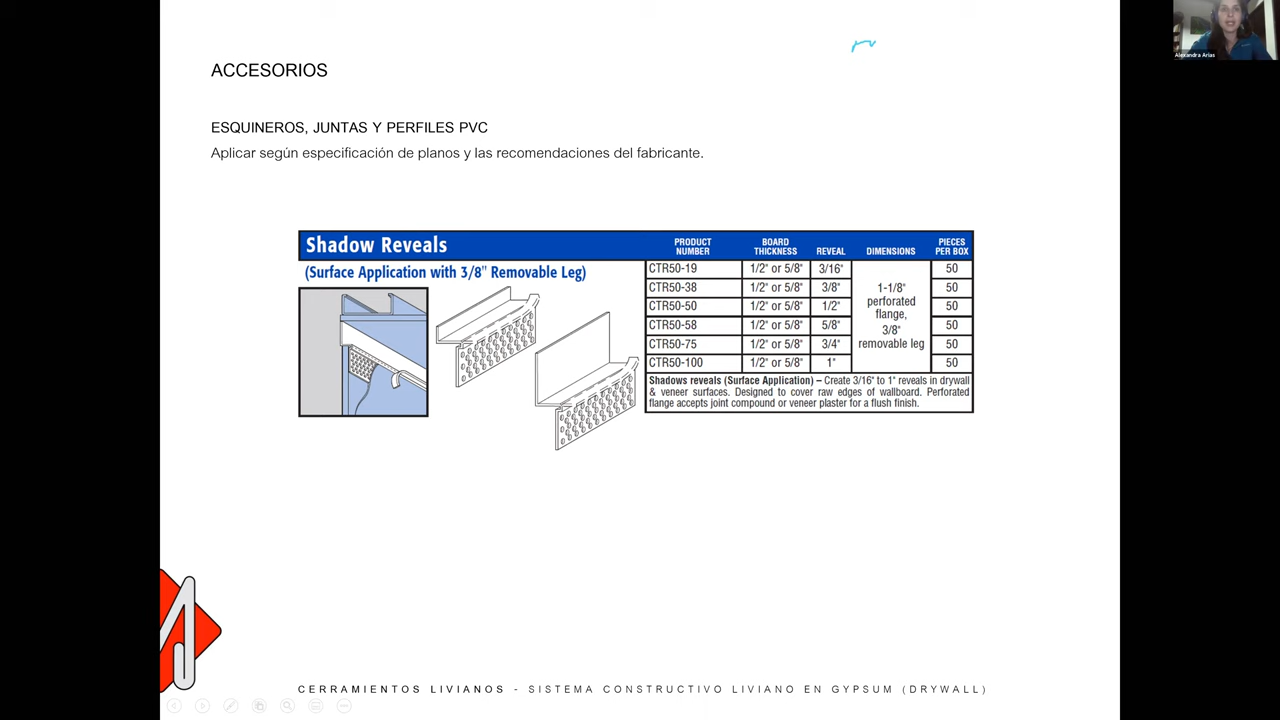 Alexandra Arias
ACCESORIOS
ESQUINEROS, JUNTAS Y PERFILES PVC
Aplicar según especificación de planos y las recomendaciones del fabricante.
Shadow Reveals
(Surface Application with 3/8" Removable Leg)
PRODUCT NUMBER BOARD THICKNESS REVEAL DIMENSIONS PIECES PER BOX
CTR50-19 1/2" or 5/8" 3/16" 50
CTR50-38 1/2" or 5/8" 3/8" 50
CTR50-50 1/2" or 5/8" 1/2" 50
CTR50-58 1/2" or 5/8" 5/8" 50
CTR50-75 1/2" or 5/8" 3/4" 50
CTR50-100 1/2" or 5/8" 1" 50
1-1/8"
perforated
flange,
3/8"
removable leg
Shadows reveals (Surface Application) – Create 3/16" to 1" reveals in drywall
& veneer surfaces. Designed to cover raw edges of wallboard. Perforated
flange accepts joint compound or veneer plaster for a flush finish.
CERRAMIENTOS LIVIANOS - SISTEMA CONSTRUCTIVO LIVIANO EN GYPSUM (DRYWALL)